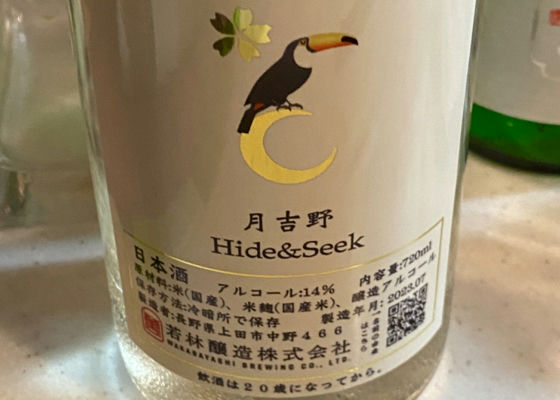 月吉野
Hide&Seek
日本酒 アルコール:14% 内容量:720ml
原材料:米(国産)、米麹(国産米)、醸造アルコール
保存方法:冷暗所で保存 製造年月:2023.07
製造者:長野県上田市中野466
若林醸造株式会社
WAKABAYASHI BREWING CO., LTD.
飲酒は20歳になってから。